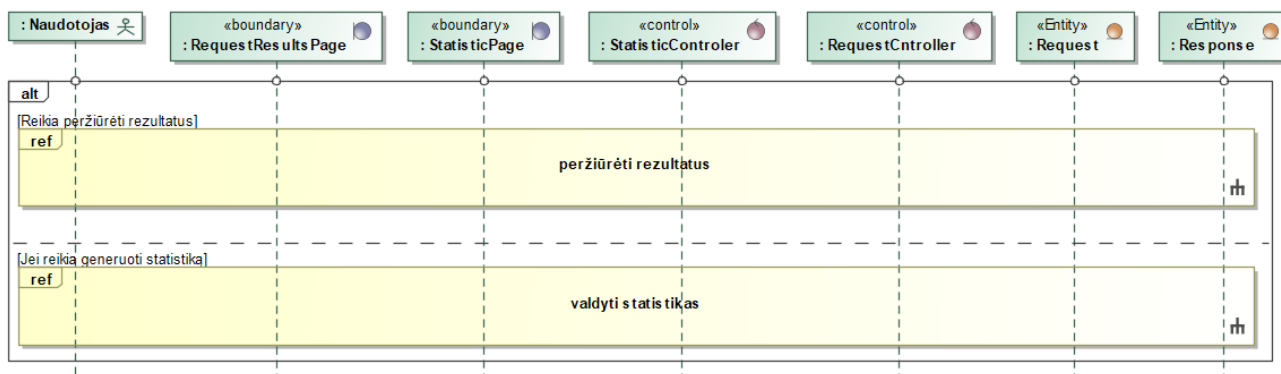 : Naudotojas
«boundary»
: RequestResultsPage
«boundary»
: StatisticPage
«control»
: StatisticControler
«control»
: RequestCntroller
«Entity»
: Request
«Entity»
: Response
alt
[Reikia peržiūrėti rezultatus]
ref
peržiūrėti rezultatus
[Jei reikia generuoti statistiką]
ref
valdyti statistikas